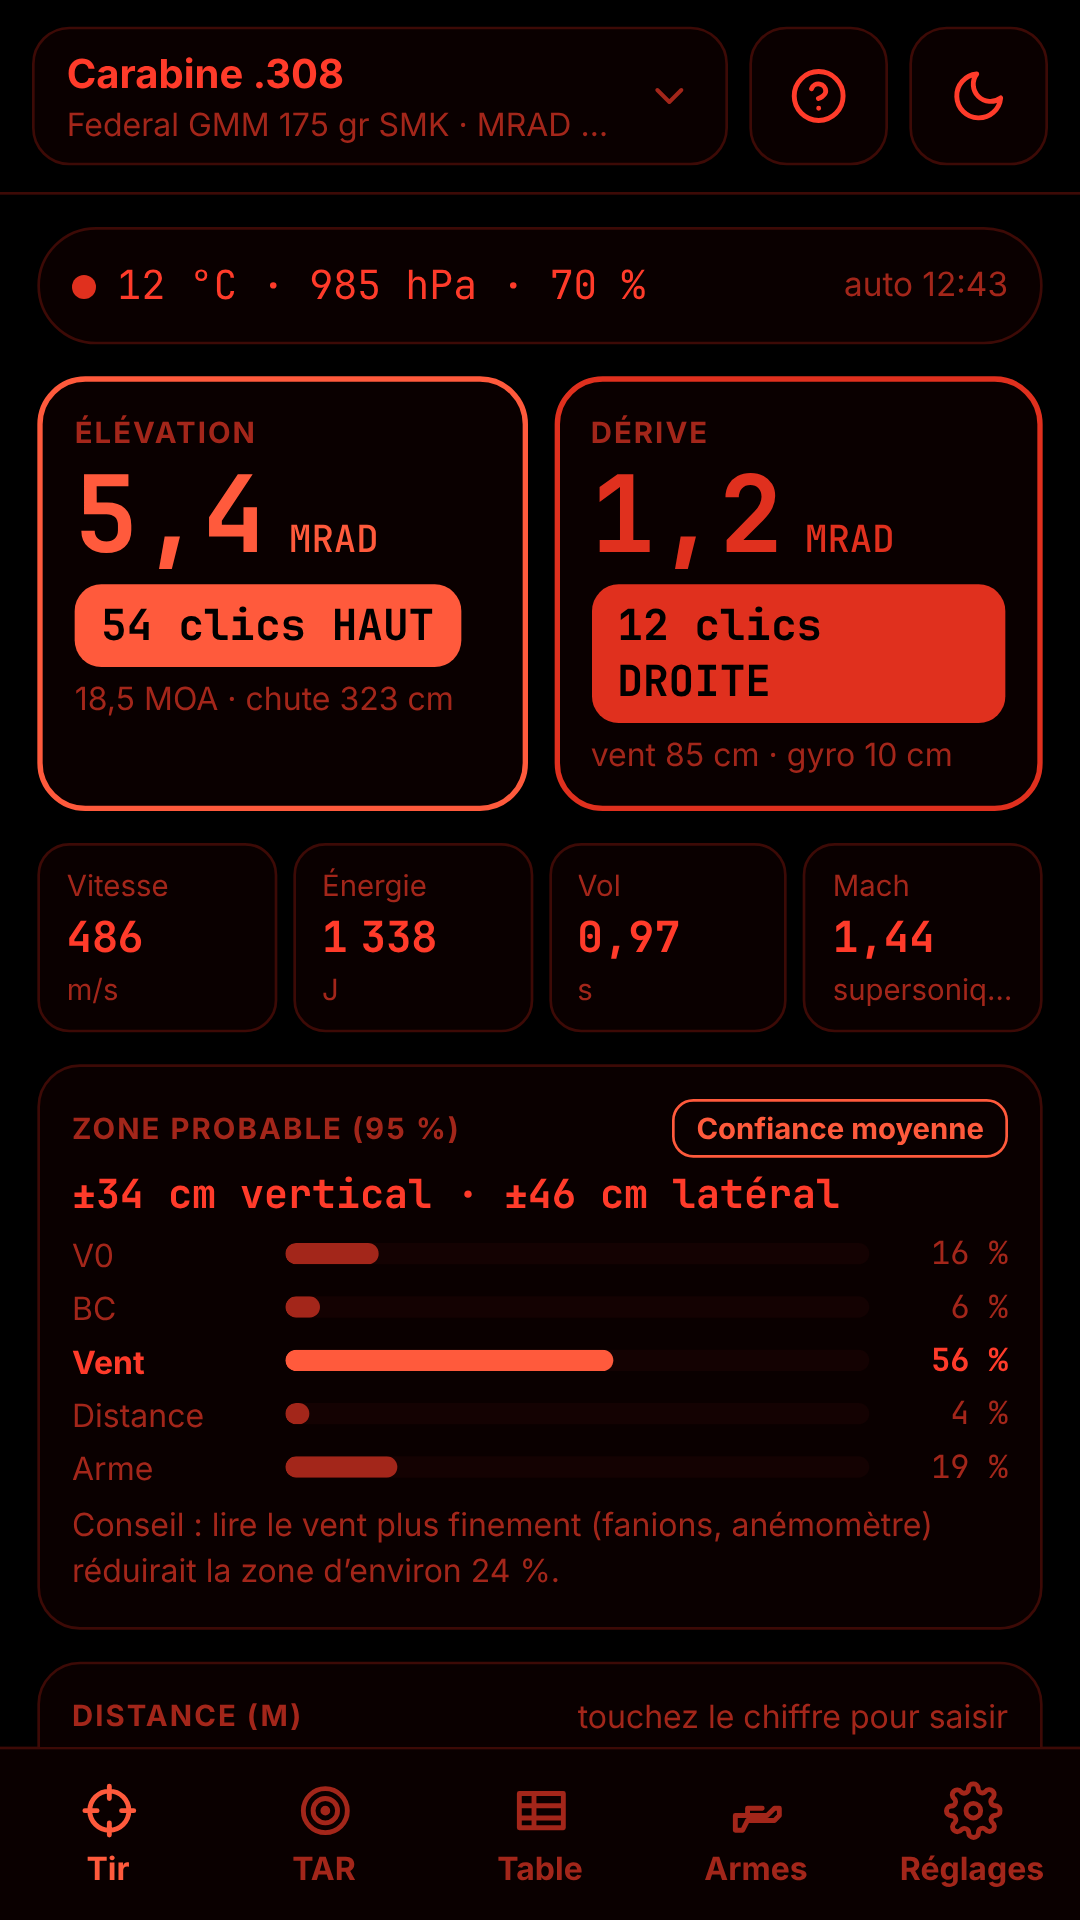 Carabine .308
Federal GMM 175 gr SMK · MRAD ...
12 °C · 985 hPa · 70 %
auto 12:43
ÉLÉVATION
5,4 MRAD
54 clics HAUT
18,5 MOA · chute 323 cm
DÉRIVE
1,2 MRAD
12 clics
DROITE
vent 85 cm · gyro 10 cm
Vitesse
486
m/s
Énergie
1 338
J
Vol
0,97
s
Mach
1,44
supersoniq...
ZONE PROBABLE (95 %)
Confiance moyenne
±34 cm vertical · ±46 cm latéral
V0 16 %
BC 6 %
Vent 56 %
Distance 4 %
Arme 19 %
Conseil : lire le vent plus finement (fanions, anémomètre)
réduirait la zone d’environ 24 %.
DISTANCE (M)
touchez le chiffre pour saisir
Tir
TAR
Table
Armes
Réglages